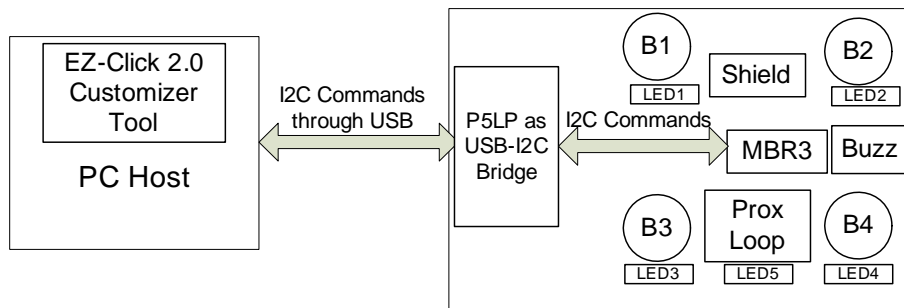 EZ-Click 2.0
Customizer
Tool
PC Host
I2C Commands
through USB
P5LP as
USB-I2C
Bridge
I2C Commands
B1
LED1
Shield
B2
LED2
MBR3
Buzz
B3
LED3
Prox
Loop
LED5
B4
LED4